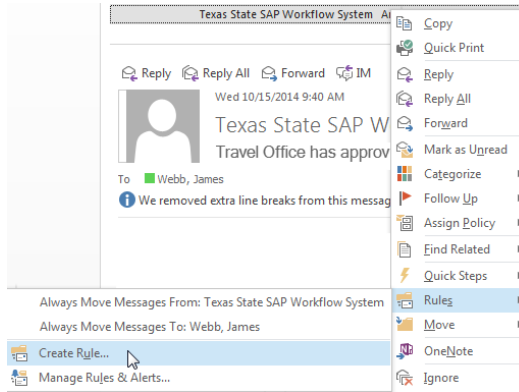 Texas State SAP Workflow System
Reply Reply All Forward IM
Wed 10/15/2014 9:40 AM
Texas State SAP W
Travel Office has approv
To Webb, James
We removed extra line breaks from this messag
Copy
Quick Print
Reply
Reply All
Forward
Mark as Unread
Categorize
Follow Up
Assign Policy
Find Related
Quick Steps
Rules
Move
OneNote
Ignore
Always Move Messages From: Texas State SAP Workflow System
Always Move Messages To: Webb, James
Create Rule...
Manage Rules & Alerts...